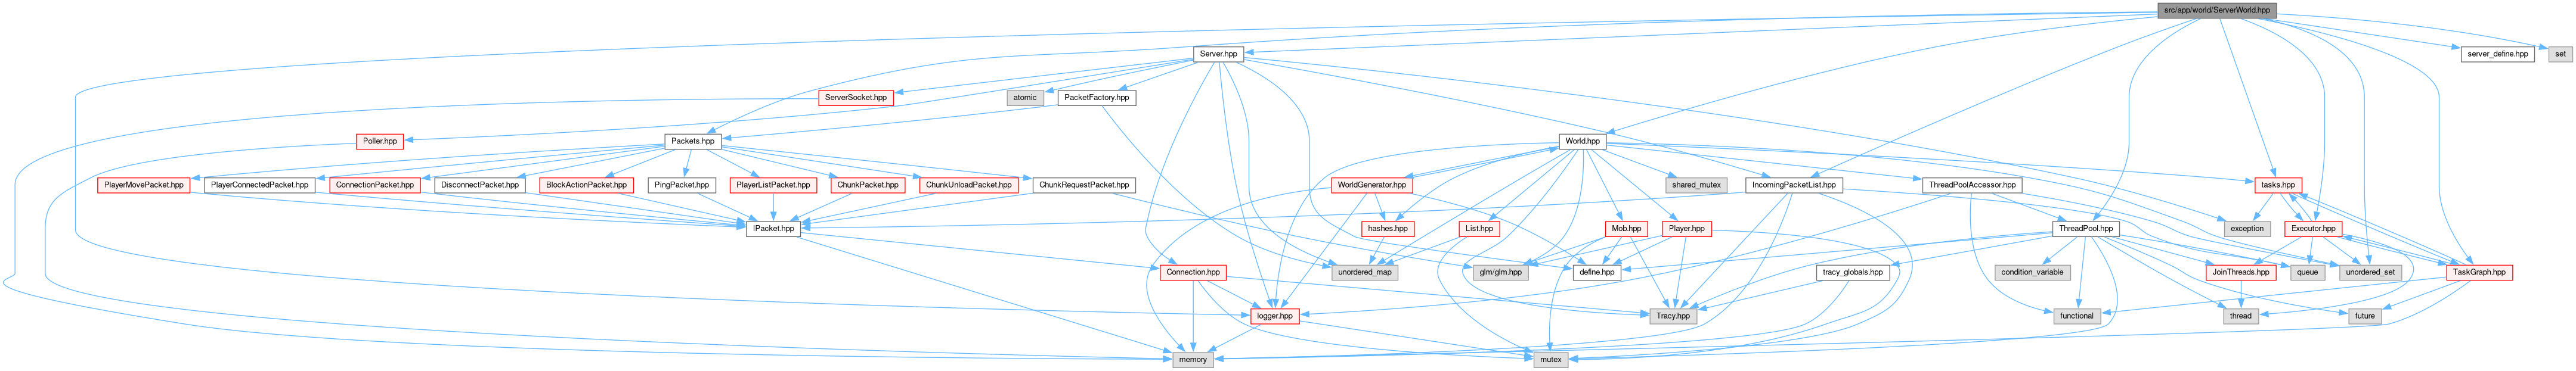 src/app/world/ServerWorld.hpp
Server.hpp
server_define.hpp
set
ServerSocket.hpp
atomic
PacketFactory.hpp
Poller.hpp
Packets.hpp
World.hpp
PlayerMovePacket.hpp
PlayerConnectedPacket.hpp
ConnectionPacket.hpp
DisconnectPacket.hpp
BlockActionPacket.hpp
PingPacket.hpp
PlayerListPacket.hpp
ChunkPacket.hpp
ChunkUnloadPacket.hpp
ChunkRequestPacket.hpp
WorldGenerator.hpp
shared_mutex
IncomingPacketList.hpp
ThreadPoolAccessor.hpp
tasks.hpp
IPacket.hpp
hashes.hpp
List.hpp
Mob.hpp
Player.hpp
ThreadPool.hpp
exception
Executor.hpp
Connection.hpp
unordered_map
glm/glm.hpp
define.hpp
tracy_globals.hpp
condition_variable
JoinThreads.hpp
queue
unordered_set
TaskGraph.hpp
logger.hpp
Tracy.hpp
functional
thread
future
memory
mutex